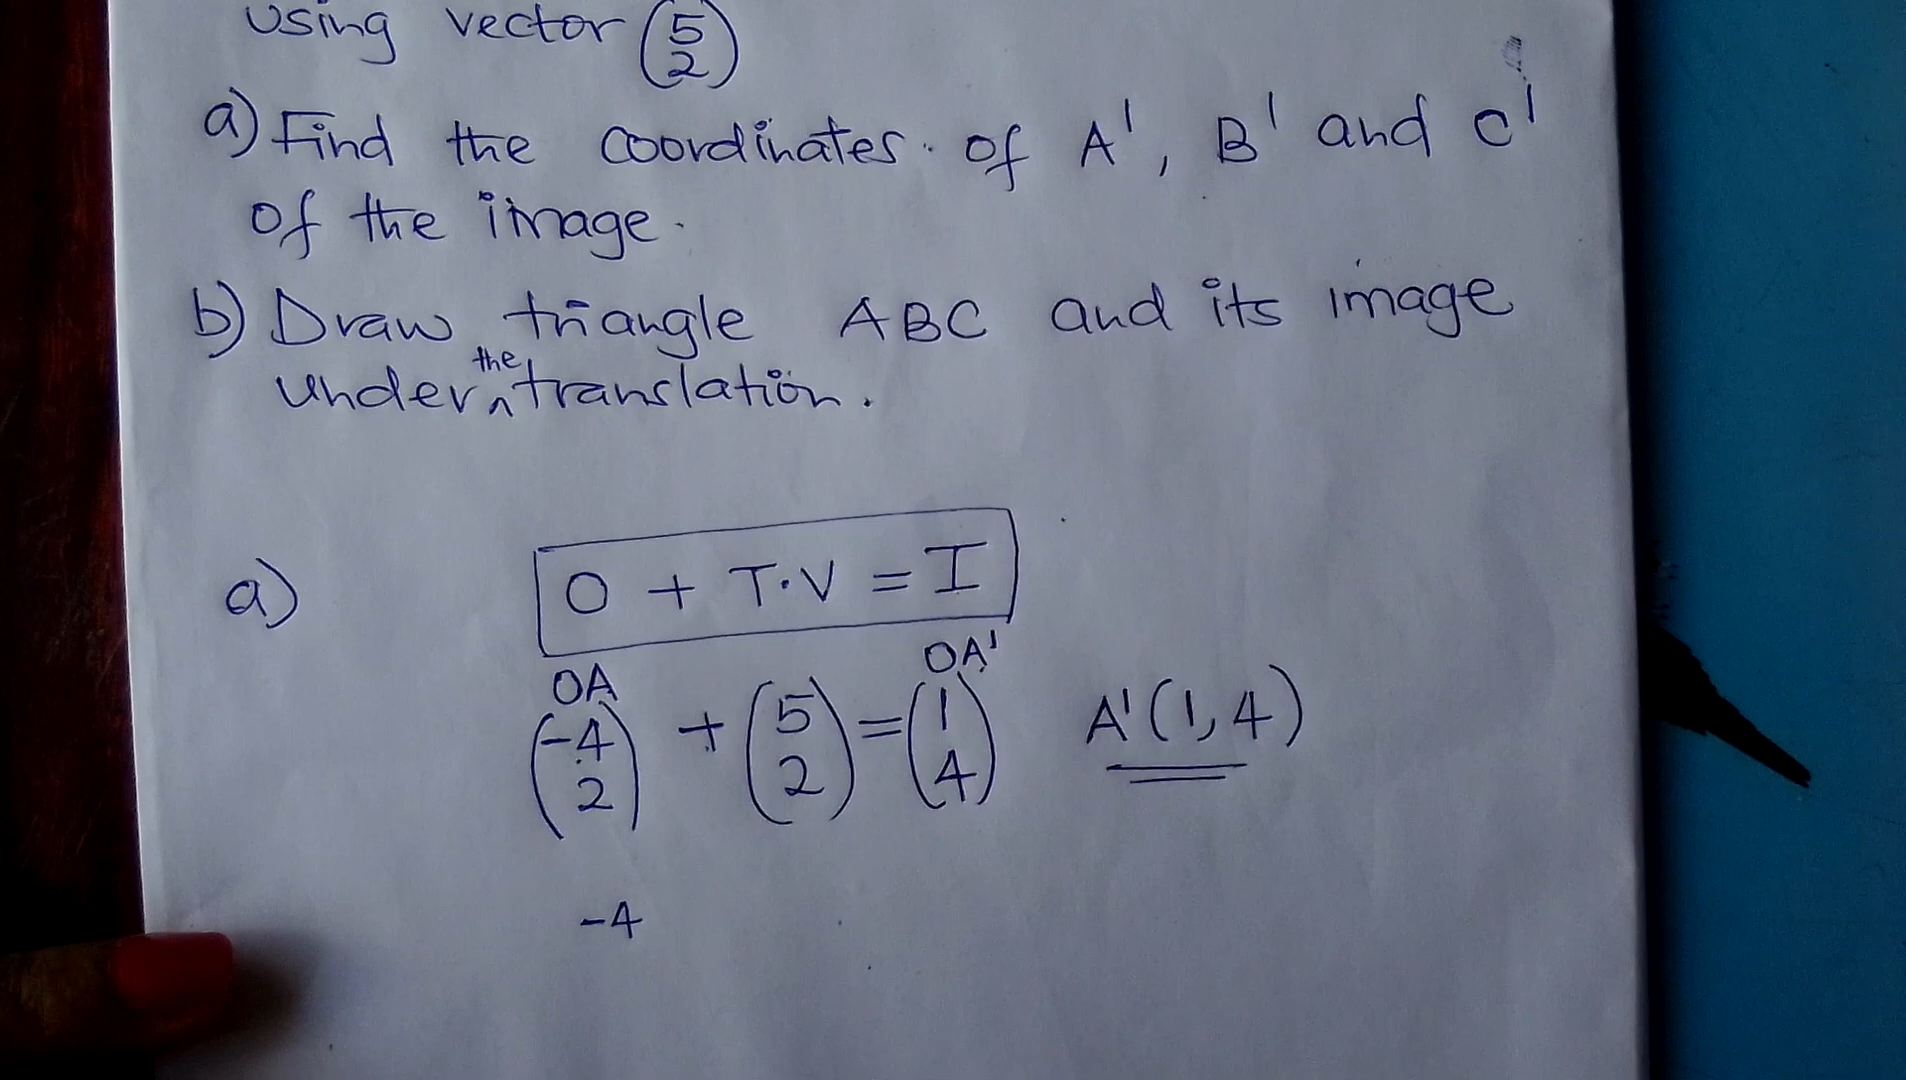 using vector (5
2)
a) Find the coordinates of A', B' and C'
of the image.
b) Draw triangle ABC and its image
under the translation.
a) O + T.V = I
OA OA'
(-4 2) + (5 2) = (1 4) A'(1, 4)
-4